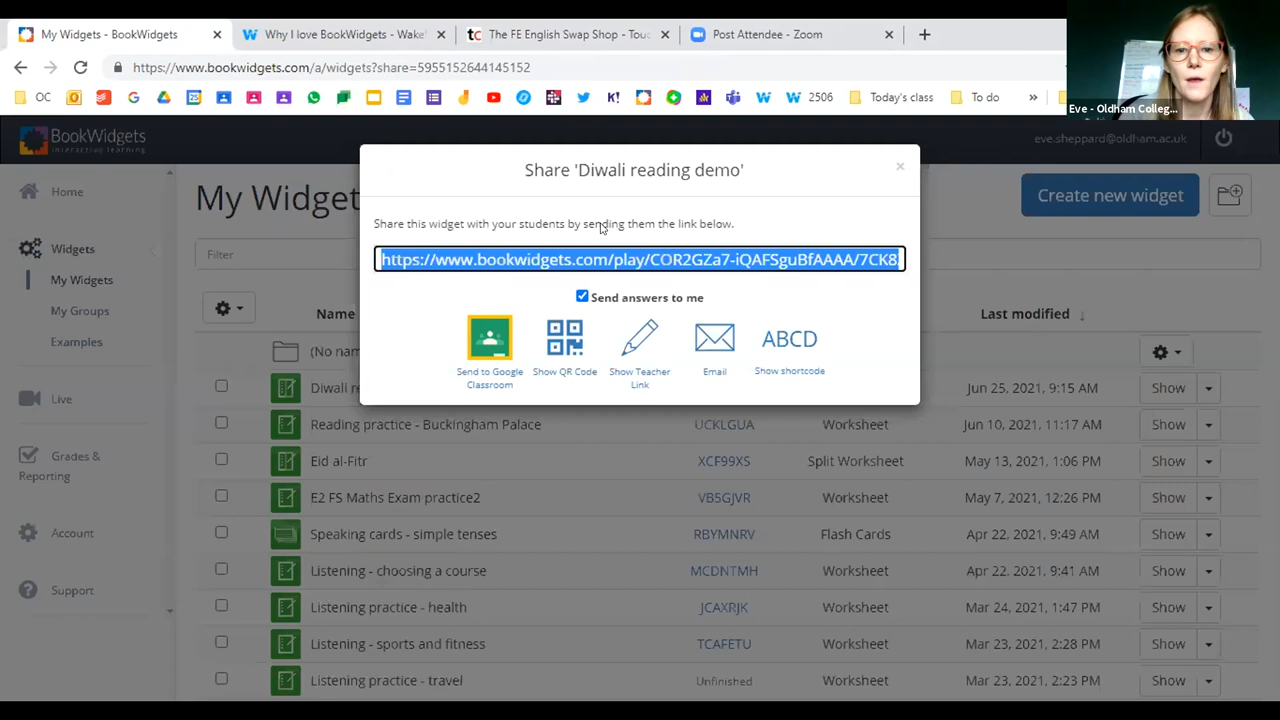 My Widgets - BookWidgets
Why I love BookWidgets - Wake
The FE English Swap Shop - Touc
Post Attendee - Zoom
https://www.bookwidgets.com/a/widgets?share=5955152644145152
OC
2506
Today's class
To do
Eve - Oldham Colleg...
BookWidgets
interactive learning
eve.sheppard@oldham.ac.uk
Share 'Diwali reading demo'
Share this widget with your students by sending them the link below.
https://www.bookwidgets.com/play/COR2GZa7-iQAFSguBfAAAA/7CK8
Send answers to me
Send to Google
Classroom
Show QR Code
Show Teacher
Link
Email
ABCD
Show shortcode
Home
Widgets
My Widgets
My Groups
Examples
Live
Grades &
Reporting
Account
Support
My Widget
Create new widget
Filter
Name
Last modified
(No nam
Diwali re
Jun 25, 2021, 9:15 AM
Show
Reading practice - Buckingham Palace
UCKLGUA
Worksheet
Jun 10, 2021, 11:17 AM
Show
Eid al-Fitr
XCF99XS
Split Worksheet
May 13, 2021, 1:06 PM
Show
E2 FS Maths Exam practice2
VB5GJVR
Worksheet
May 7, 2021, 12:26 PM
Show
Speaking cards - simple tenses
RBYMNRV
Flash Cards
Apr 22, 2021, 9:49 AM
Show
Listening - choosing a course
MCDNTMH
Worksheet
Apr 22, 2021, 9:41 AM
Show
Listening practice - health
JCAXRJK
Worksheet
Mar 24, 2021, 1:47 PM
Show
Listening - sports and fitness
TCAFETU
Worksheet
Mar 23, 2021, 2:28 PM
Show
Listening practice - travel
Unfinished
Worksheet
Mar 23, 2021, 2:23 PM
Show